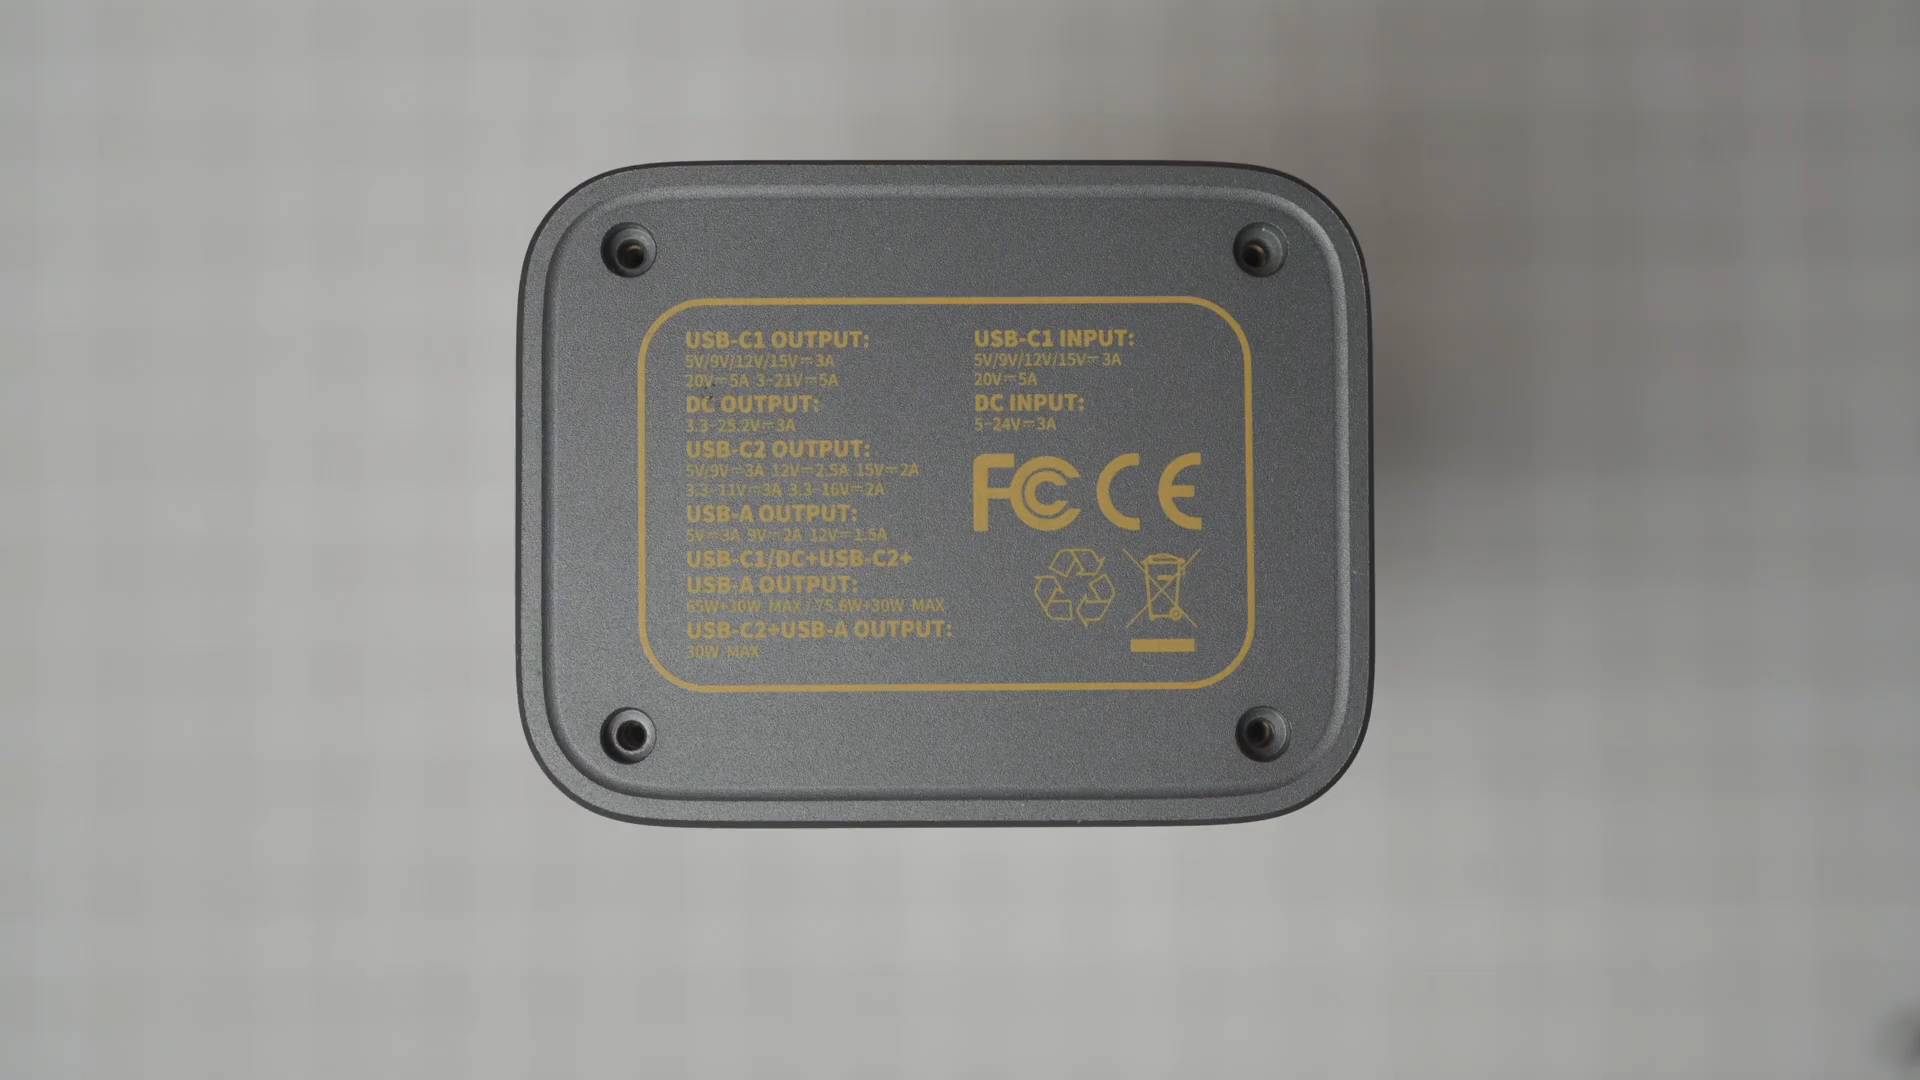 USB-C1 OUTPUT:
5V/9V/12V/15V⎓3A
20V⎓5A 3-21V⎓5A
DC OUTPUT:
3.3-25.2V⎓3A
USB-C2 OUTPUT:
5V/9V⎓3A 12V⎓2.5A 15V⎓2A
3.3-11V⎓3A 3.3-16V⎓2A
USB-A OUTPUT:
5V⎓3A 9V⎓2A 12V⎓1.5A
USB-C1/DC+USB-C2+
USB-A OUTPUT:
65W+30W MAX / 75.6W+30W MAX
USB-C2+USB-A OUTPUT:
30W MAX
USB-C1 INPUT:
5V/9V/12V/15V⎓3A
20V⎓5A
DC INPUT:
5-24V⎓3A
FC CE